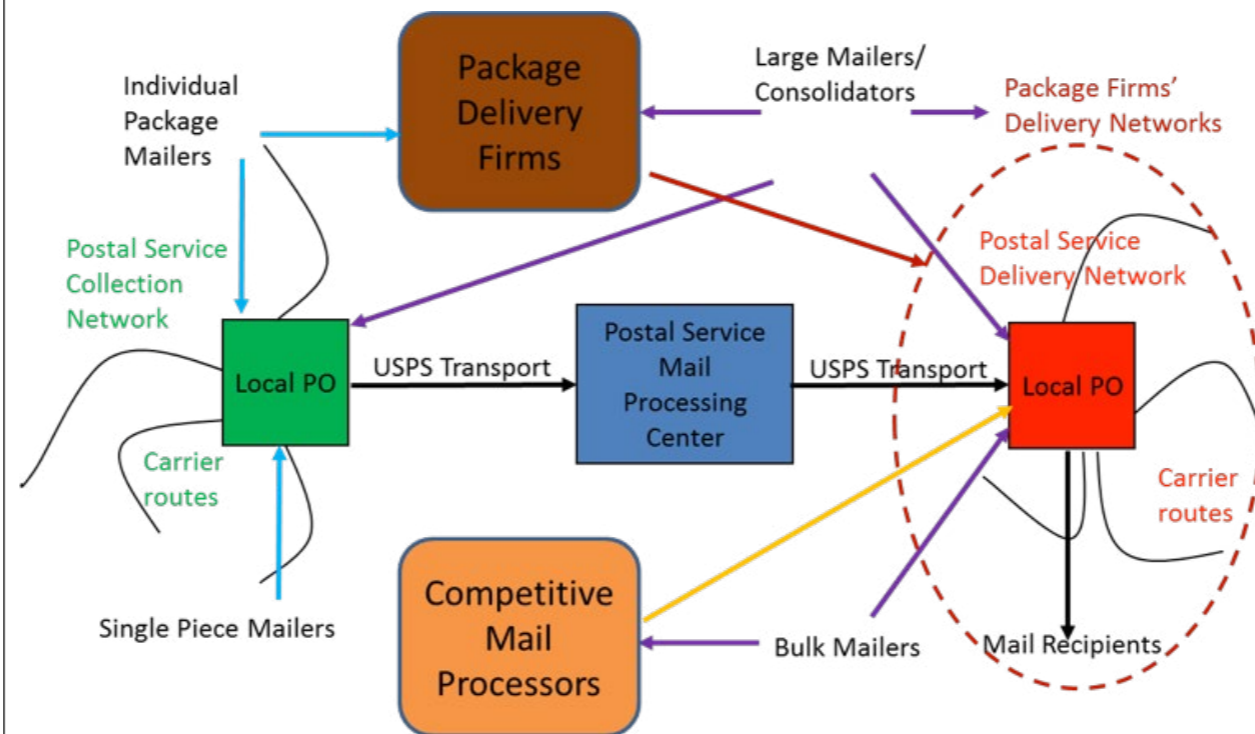 Individual
Package
Mailers
Package
Delivery
Firms
Large Mailers/
Consolidators
Package Firms’
Delivery Networks
Postal Service
Collection
Network
Postal Service
Delivery Network
Local PO
USPS Transport
Postal Service
Mail
Processing
Center
USPS Transport
Local PO
Carrier
routes
Carrier
routes
Single Piece Mailers
Competitive
Mail
Processors
Bulk Mailers
Mail Recipients